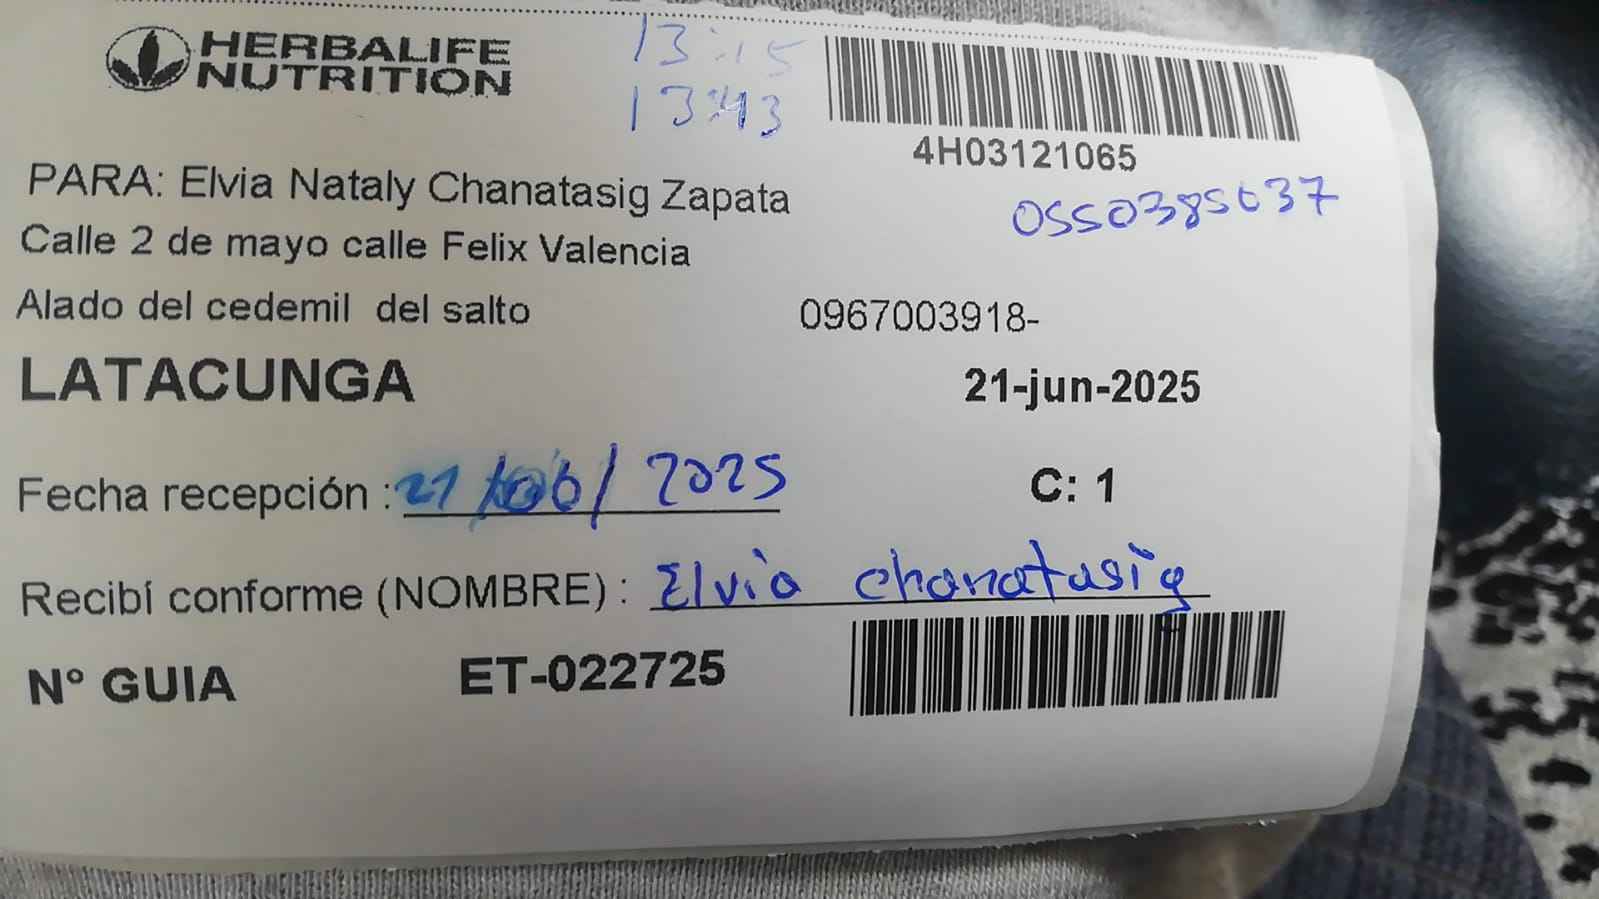 HERBALIFE
NUTRITION
13:15
13:43
4H03121065
PARA: Elvia Nataly Chanatasig Zapata
0550385037
Calle 2 de mayo calle Felix Valencia
Alado del cedemil del salto 0967003918-
LATACUNGA 21-jun-2025
Fecha recepción : 21/06/2025
C: 1
Recibí conforme (NOMBRE) : Elvia chanatasig
N° GUIA ET-022725